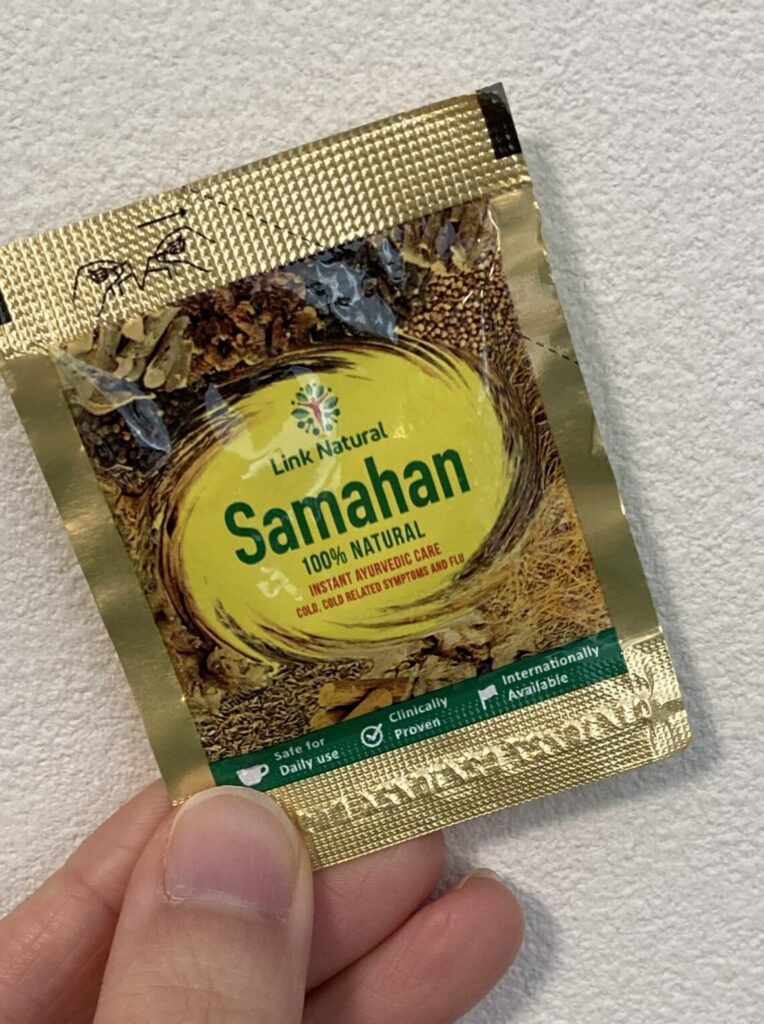 Link Natural
Samahan
100% NATURAL
INSTANT AYURVEDIC CARE
COLD, COLD RELATED SYMPTOMS AND FLU
Safe for
Daily use
Clinically
Proven
Internationally
Available